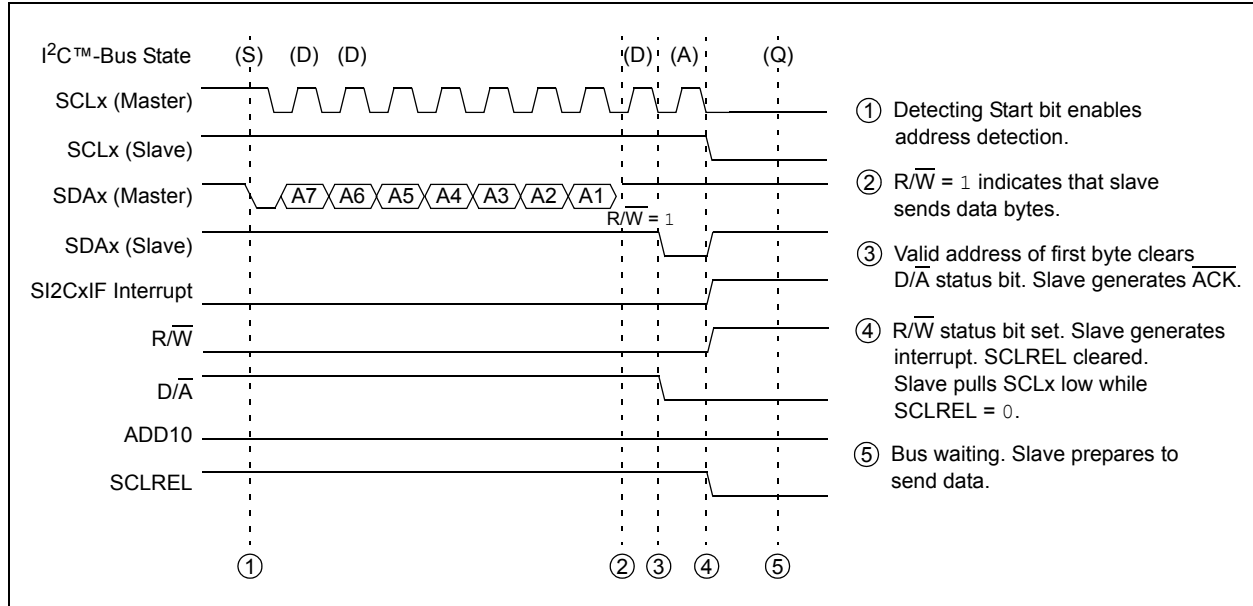 I²C™-Bus State (S) (D) (D) (D) (A) (Q)
SCLx (Master)
SCLx (Slave)
SDAx (Master) A7 A6 A5 A4 A3 A2 A1
R/W̅ = 1
SDAx (Slave)
SI2CxIF Interrupt
R/W̅
D/A̅
ADD10
SCLREL
1 2 3 4 5
① Detecting Start bit enables
address detection.
② R/W̅ = 1 indicates that slave
sends data bytes.
③ Valid address of first byte clears
D/A̅ status bit. Slave generates A̅C̅K̅.
④ R/W̅ status bit set. Slave generates
interrupt. SCLREL cleared.
Slave pulls SCLx low while
SCLREL = 0.
⑤ Bus waiting. Slave prepares to
send data.